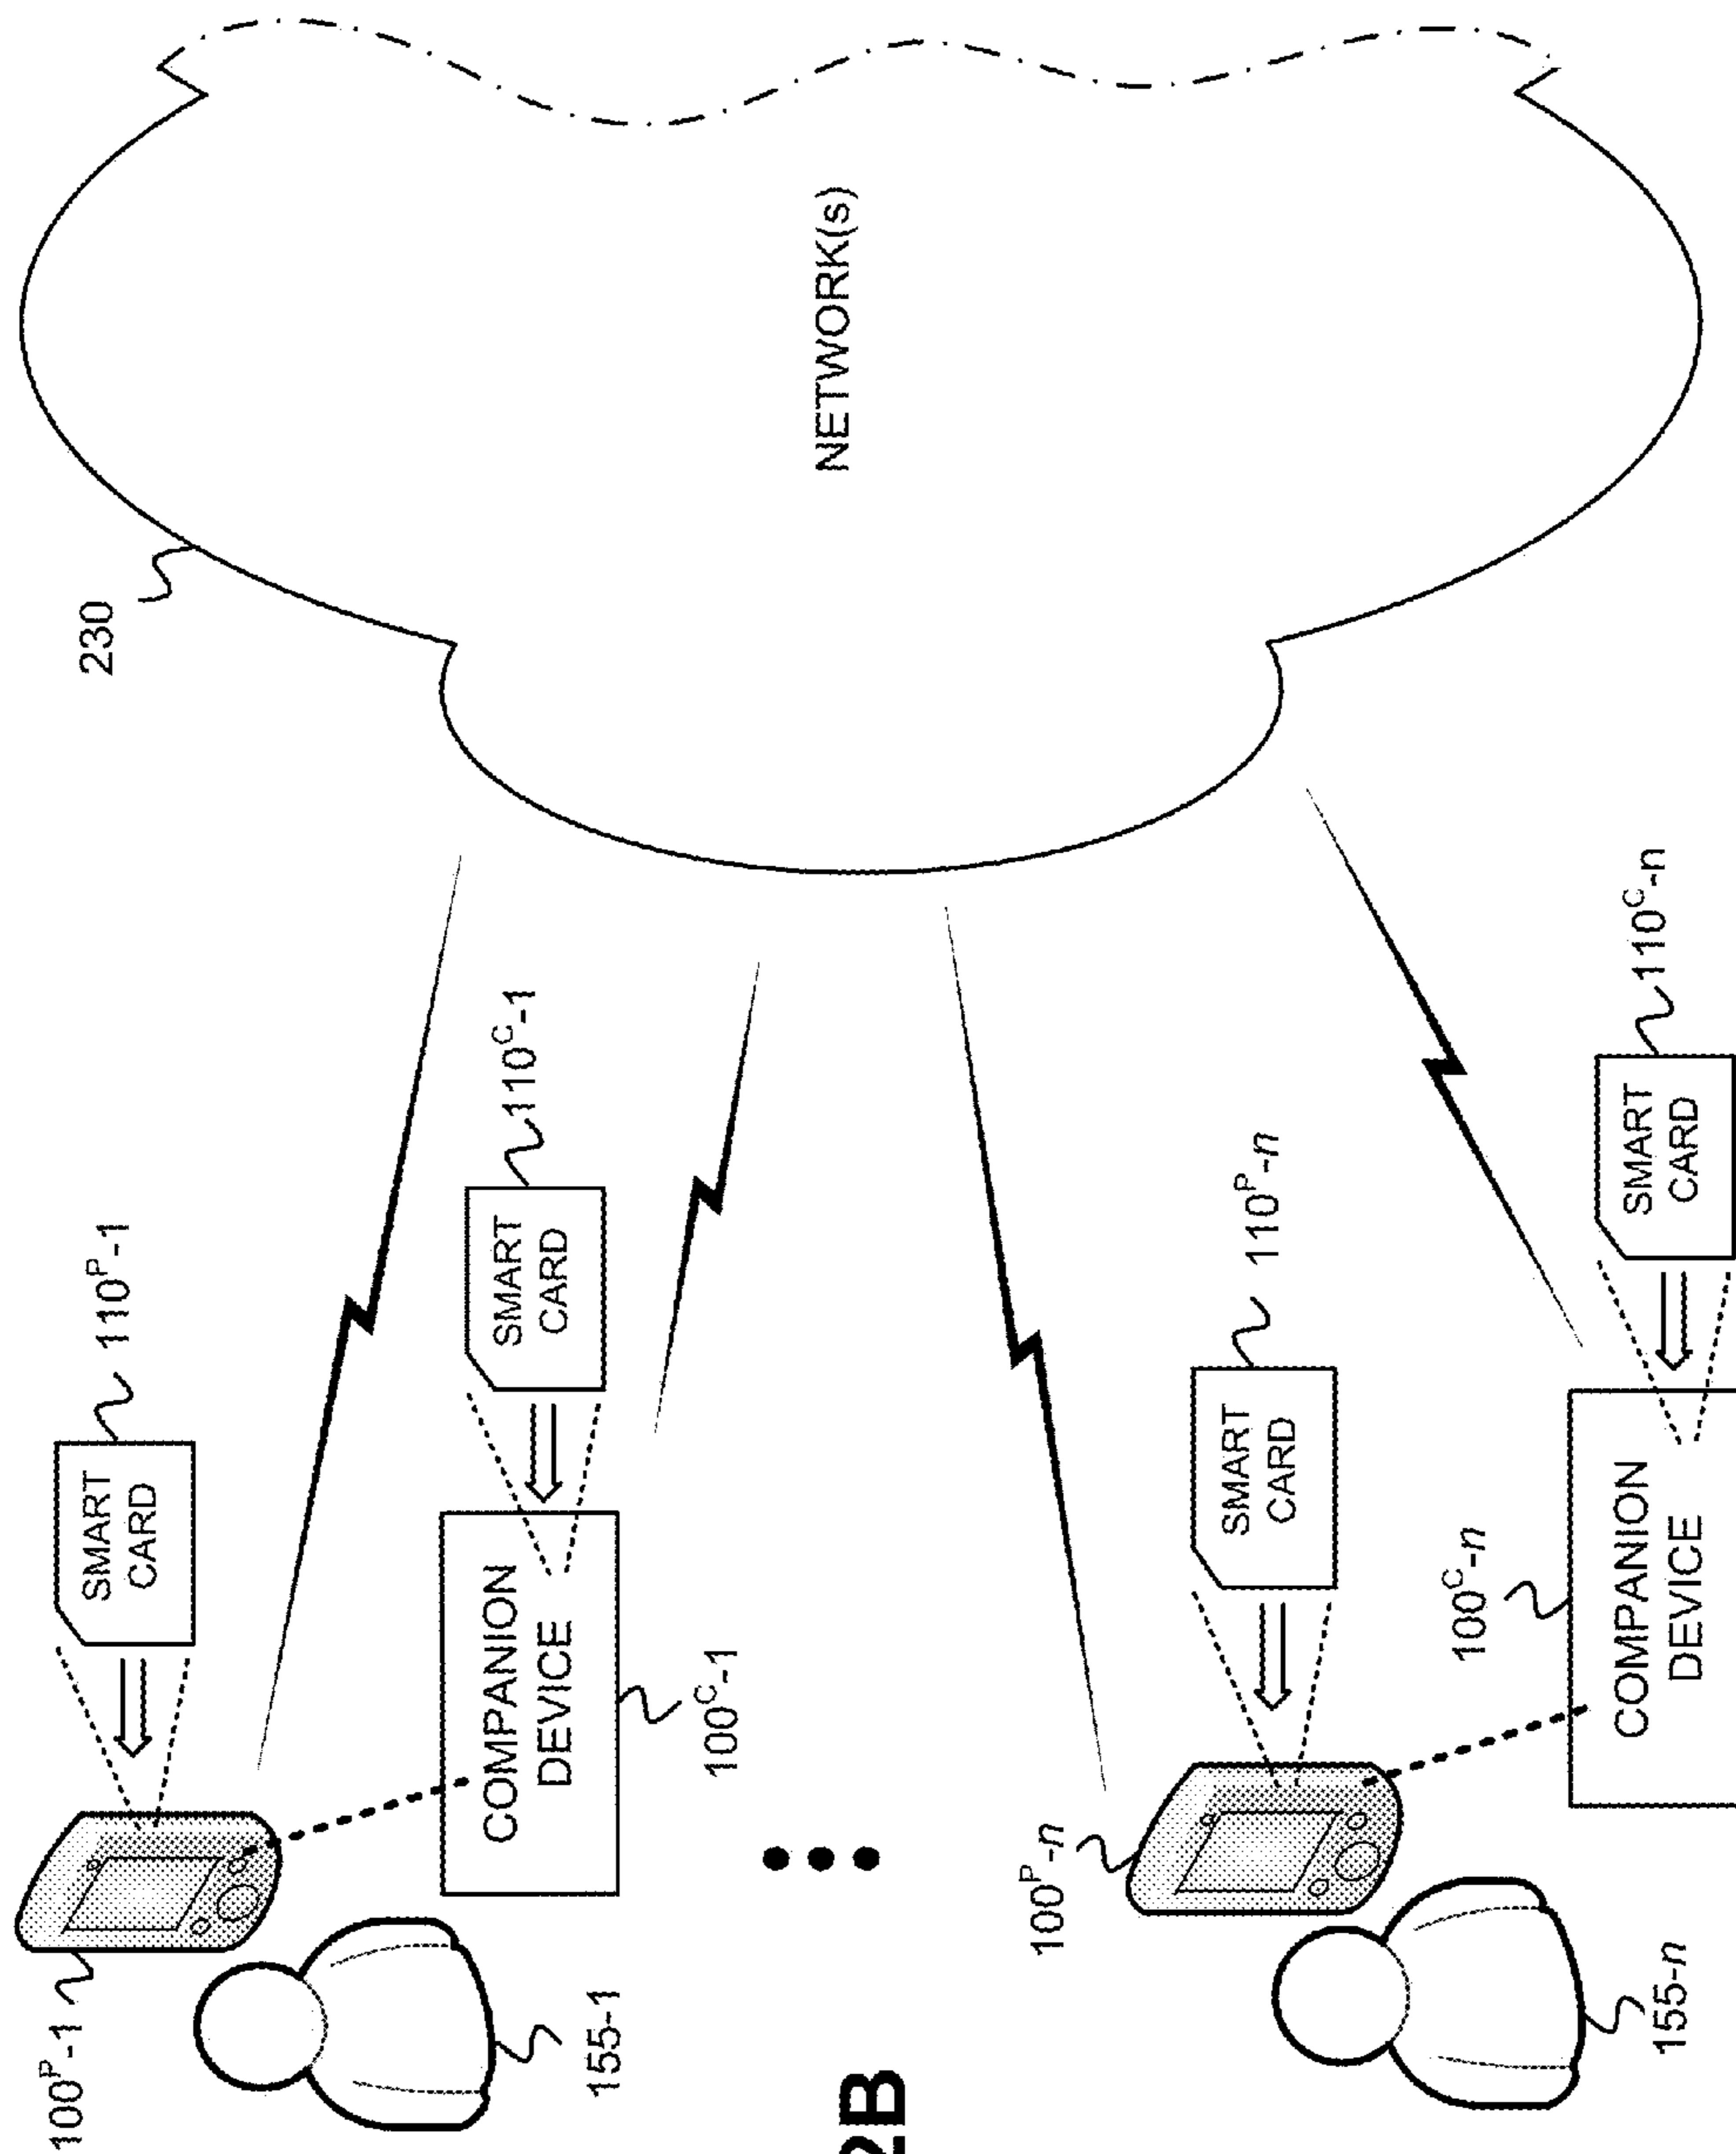 100ᴾ-1
SMART
CARD
110ᴾ-1
230
155-1
COMPANION
DEVICE
SMART
CARD
110ᶜ-1
100ᶜ-1
NETWORK(s)
2B
100ᴾ-n
SMART
CARD
110ᴾ-n
155-n
100ᶜ-n
COMPANION
DEVICE
SMART
CARD
110ᶜ-n